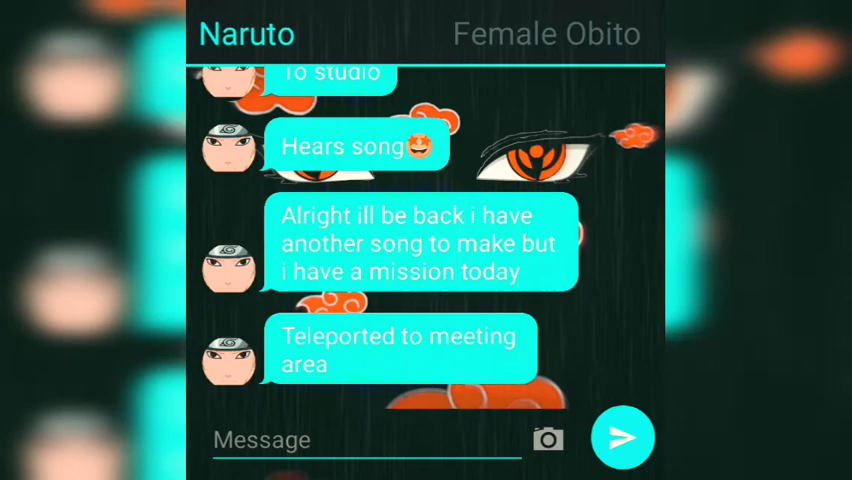 Naruto Female Obito
To studio
Hears song🤩
Alright ill be back i have
another song to make but
i have a mission today
Teleported to meeting
area
Message